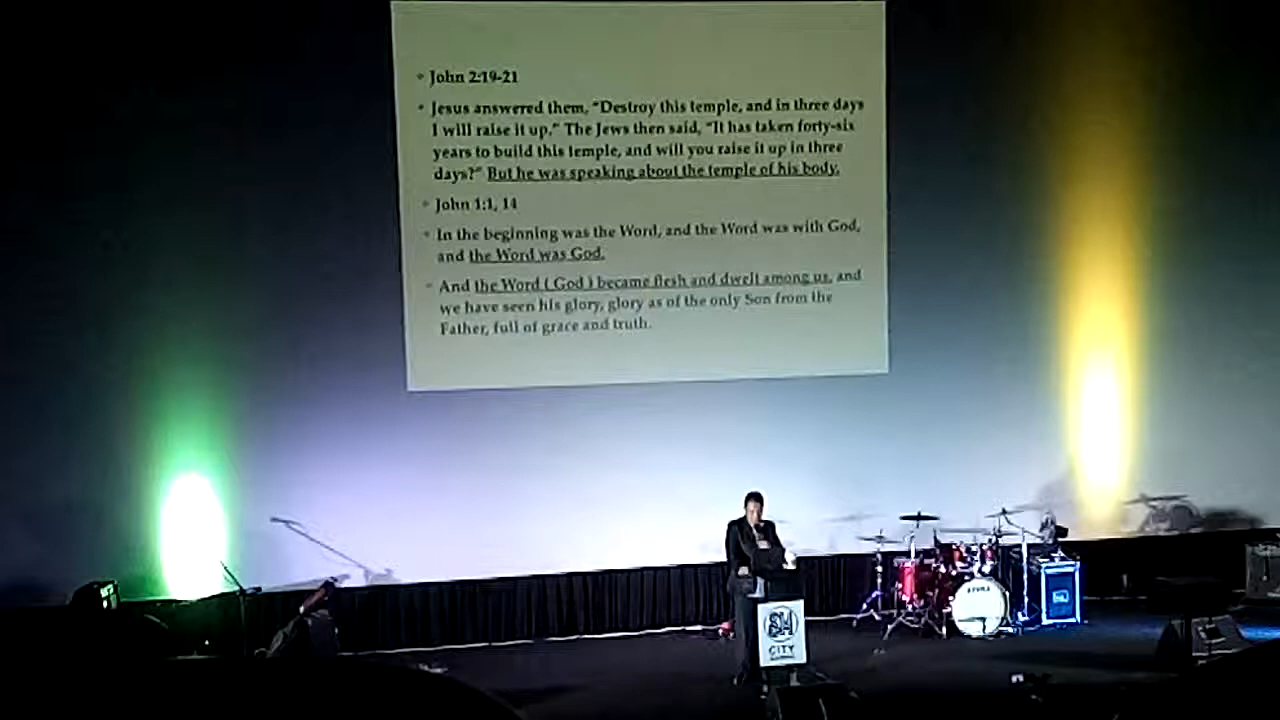 John 2:19-21
Jesus answered them, “Destroy this temple, and in three days
I will raise it up.” The Jews then said, “It has taken forty-six
years to build this temple, and will you raise it up in three
days?” But he was speaking about the temple of his body.
John 1:1, 14
In the beginning was the Word, and the Word was with God,
and the Word was God.
And the Word ( God ) became flesh and dwelt among us, and
we have seen his glory, glory as of the only Son from the
Father, full of grace and truth.
SM
CITY